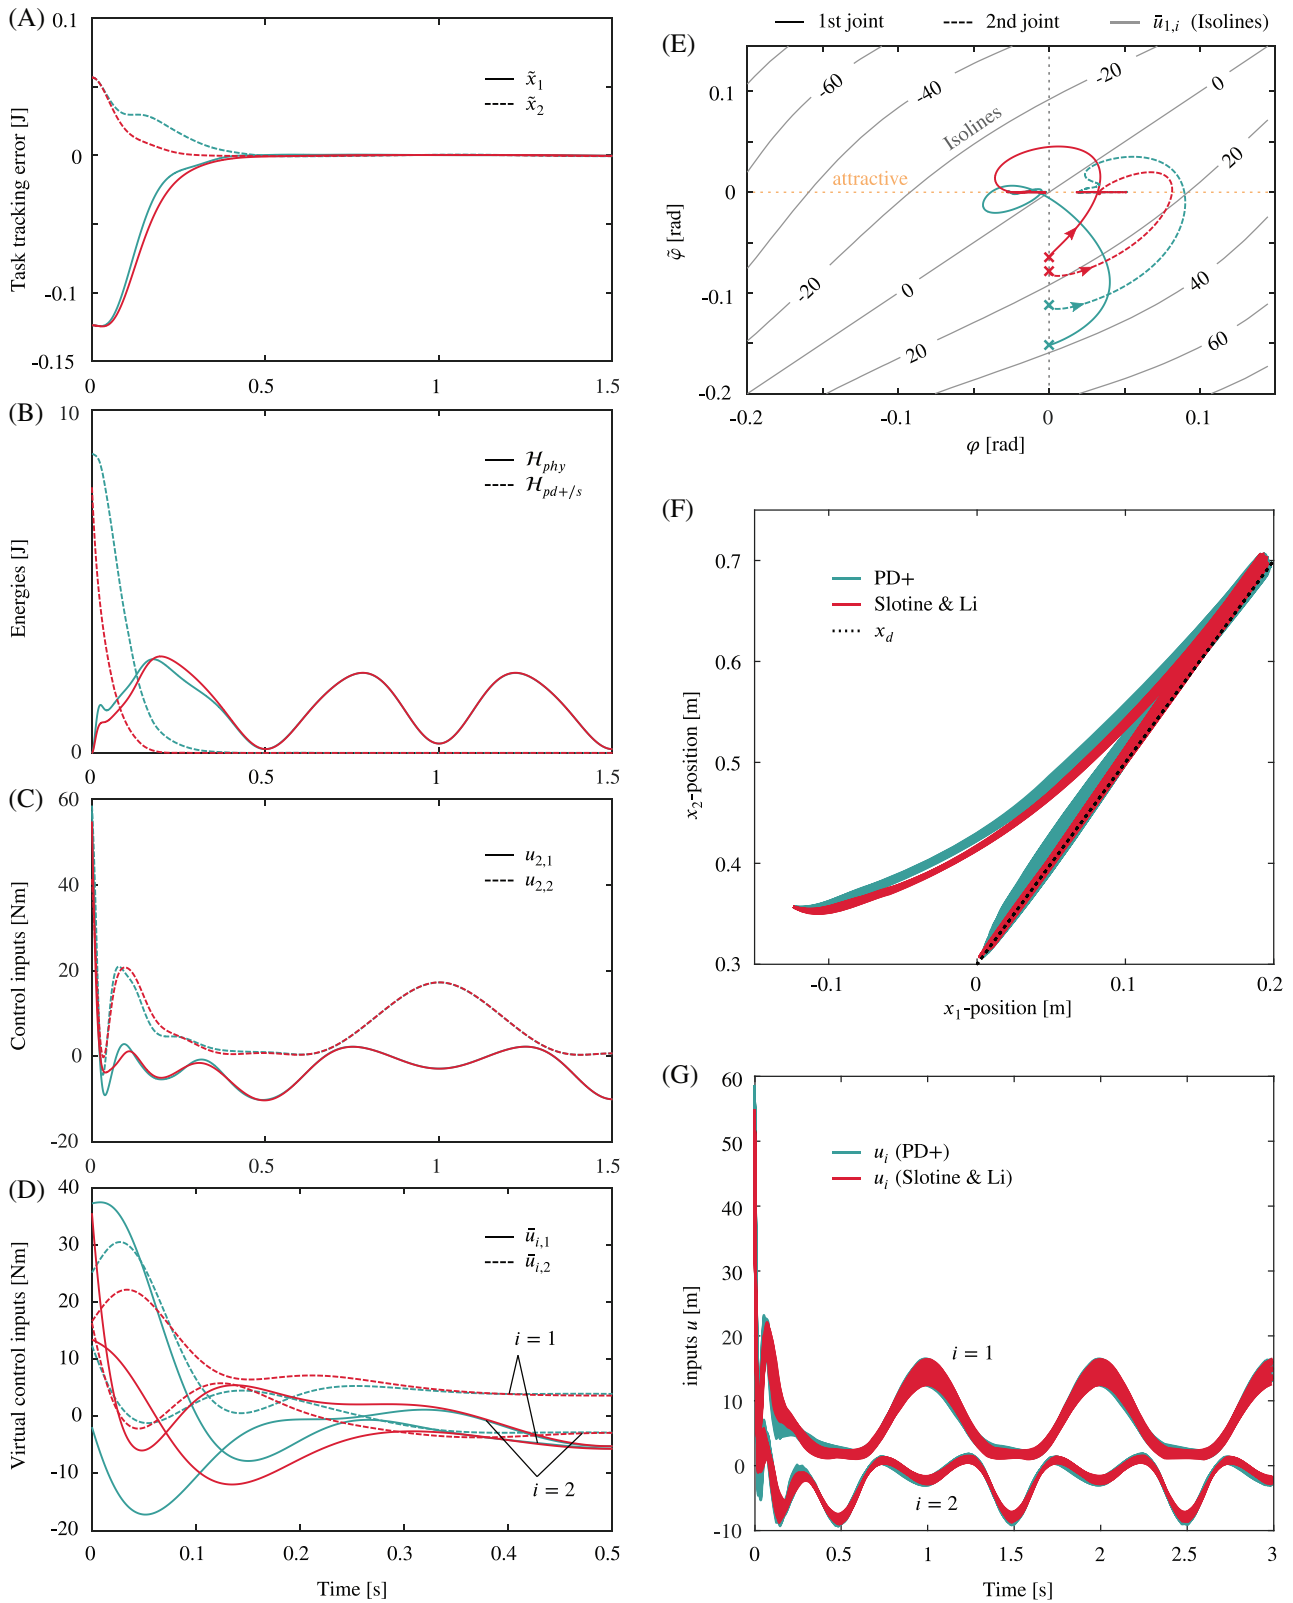 (A)
0.1
0
-0.1
-0.15
Task tracking error [J]
x̃₁
x̃₂
0
0.5
1
1.5
(B)
10
0
Energies [J]
ℋ_phy
ℋ_pd+/s
0
0.5
1
1.5
(C)
60
40
20
0
-20
Control inputs [Nm]
u₂,₁
u₂,₂
0
0.5
1
1.5
(D)
40
30
20
10
0
-10
-20
Virtual control inputs [Nm]
ū_i,1
ū_i,2
i = 1
i = 2
0
0.1
0.2
0.3
0.4
0.5
Time [s]
1st joint
2nd joint
ū_1,i (Isolines)
(E)
0.1
0
-0.1
-0.2
φ̃ [rad]
-60
-40
-20
0
Isolines
20
attractive
-20
0
20
40
60
-0.2
-0.1
0
0.1
φ [rad]
(F)
0.7
0.6
0.5
0.4
0.3
x₂-position [m]
PD+
Slotine & Li
x_d
-0.1
0
0.1
0.2
x₁-position [m]
(G)
60
50
40
30
20
10
0
-10
inputs u [m]
u_i (PD+)
u_i (Slotine & Li)
i = 1
i = 2
0
0.5
1
1.5
2
2.5
3
Time [s]